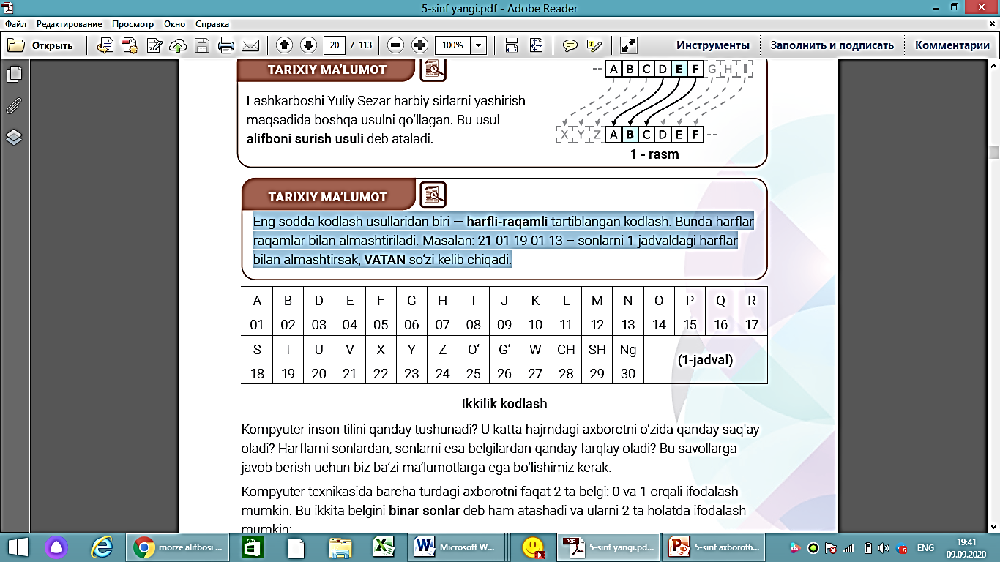 5-sinf yangi.pdf - Adobe Reader
Файл Редактирование Просмотр Окно Справка
Открыть 20 / 113 100% Инструменты Заполнить и подписать Комментарии
TARIXIY MA’LUMOT
-- A B C D E F G H I
Lashkarboshi Yuliy Sezar harbiy sirlarni yashirish
maqsadida boshqa usulni qo‘llagan. Bu usul
alifboni surish usuli deb ataladi.
X Y Z A B C D E F --
1 - rasm
TARIXIY MA’LUMOT
Eng sodda kodlash usullaridan biri — harfli-raqamli tartiblangan kodlash. Bunda harflar
raqamlar bilan almashtiriladi. Masalan: 21 01 19 01 13 – sonlarni 1-jadvaldagi harflar
bilan almashtirsak, VATAN so‘zi kelib chiqadi.
A B D E F G H I J K L M N O P Q R
01 02 03 04 05 06 07 08 09 10 11 12 13 14 15 16 17
S T U V X Y Z O‘ G‘ W CH SH Ng
18 19 20 21 22 23 24 25 26 27 28 29 30
(1-jadval)
Ikkilik kodlash
Kompyuter inson tilini qanday tushunadi? U katta hajmdagi axborotni o‘zida qanday saqlay
oladi? Harflarni sonlardan, sonlarni esa belgilardan qanday farqlay oladi? Bu savollarga
javob berish uchun biz ba’zi ma’lumotlarga ega bo‘lishimiz kerak.
Kompyuter texnikasida barcha turdagi axborotni faqat 2 ta belgi: 0 va 1 orqali ifodalash
mumkin. Bu ikkita belgini binar sonlar deb ham atashadi va ularni 2 ta holatda ifodalash
mumkin:
morze alifbosi ... Microsoft W... 5-sinf yangi.pd... 5-sinf axborot6... ENG 19:41
09.09.2020